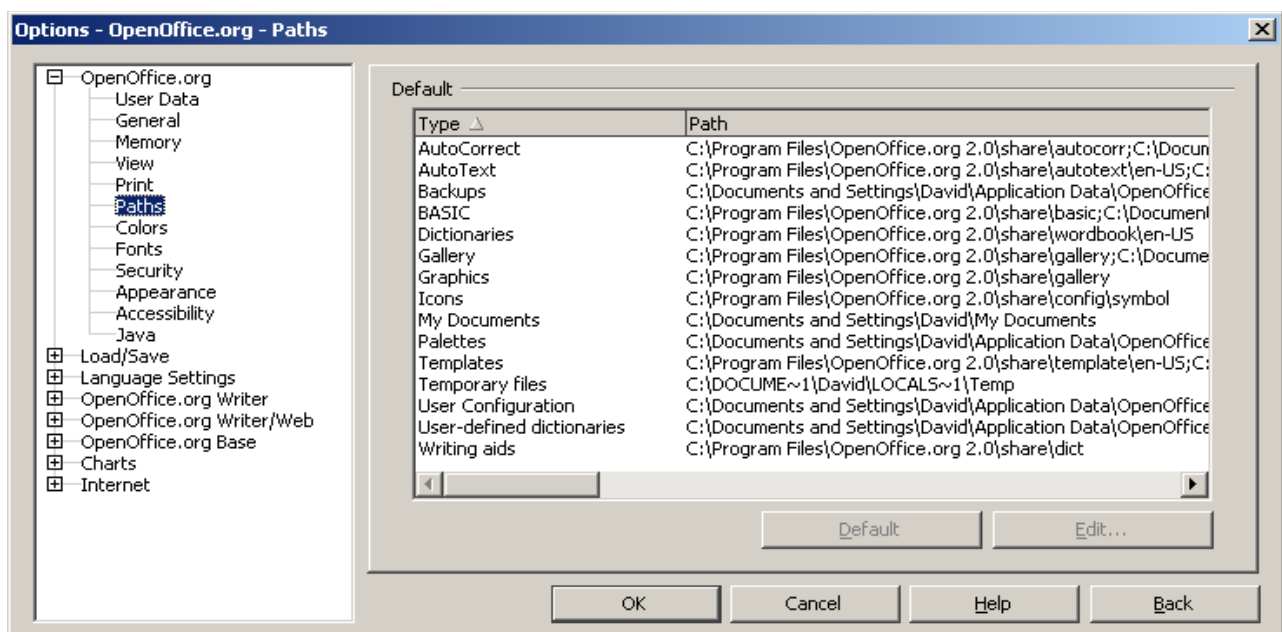 Options - OpenOffice.org - Paths
OpenOffice.org
User Data
General
Memory
View
Print
Paths
Colors
Fonts
Security
Appearance
Accessibility
Java
Load/Save
Language Settings
OpenOffice.org Writer
OpenOffice.org Writer/Web
OpenOffice.org Base
Charts
Internet
Default
Type Path
AutoCorrect C:\Program Files\OpenOffice.org 2.0\share\autocorr;C:\Docum
AutoText C:\Program Files\OpenOffice.org 2.0\share\autotext\en-US;C:
Backups C:\Documents and Settings\David\Application Data\OpenOffice
BASIC C:\Program Files\OpenOffice.org 2.0\share\basic;C:\Document
Dictionaries C:\Program Files\OpenOffice.org 2.0\share\wordbook\en-US
Gallery C:\Program Files\OpenOffice.org 2.0\share\gallery;C:\Docume
Graphics C:\Program Files\OpenOffice.org 2.0\share\gallery
Icons C:\Program Files\OpenOffice.org 2.0\share\config\symbol
My Documents C:\Documents and Settings\David\My Documents
Palettes C:\Documents and Settings\David\Application Data\OpenOffice
Templates C:\Program Files\OpenOffice.org 2.0\share\template\en-US;C:
Temporary files C:\DOCUME~1\David\LOCALS~1\Temp
User Configuration C:\Documents and Settings\David\Application Data\OpenOffice
User-defined dictionaries C:\Documents and Settings\David\Application Data\OpenOffice
Writing aids C:\Program Files\OpenOffice.org 2.0\share\dict
Default Edit...
OK Cancel Help Back